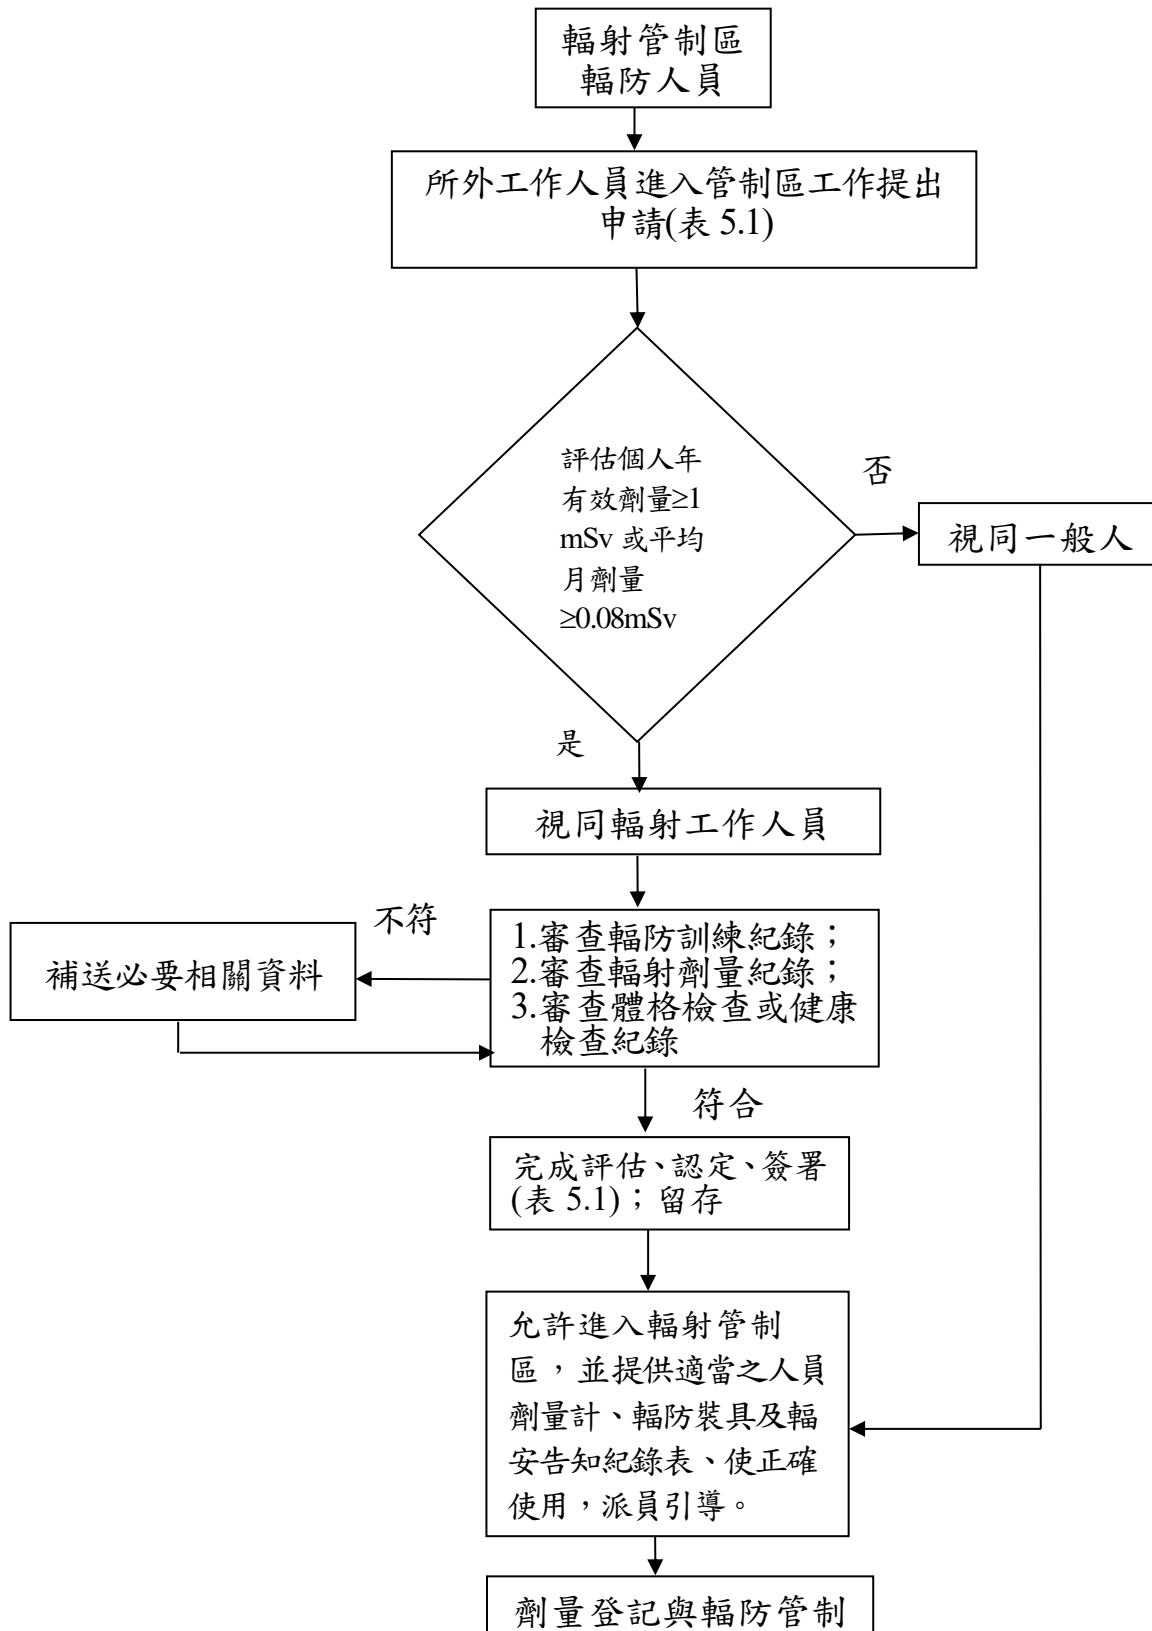 輻射管制區
輻防人員
所外工作人員進入管制區工作提出
申請(表 5.1)
評估個人年
有效劑量≥1
mSv 或平均
月劑量
≥0.08mSv
否
視同一般人
是
視同輻射工作人員
不符
補送必要相關資料
1.審查輻防訓練紀錄；
2.審查輻射劑量紀錄；
3.審查體格檢查或健康
檢查紀錄
符合
完成評估、認定、簽署
(表 5.1)；留存
允許進入輻射管制
區，並提供適當之人員
劑量計、輻防裝具及輻
安告知紀錄表、使正確
使用，派員引導。
劑量登記與輻防管制